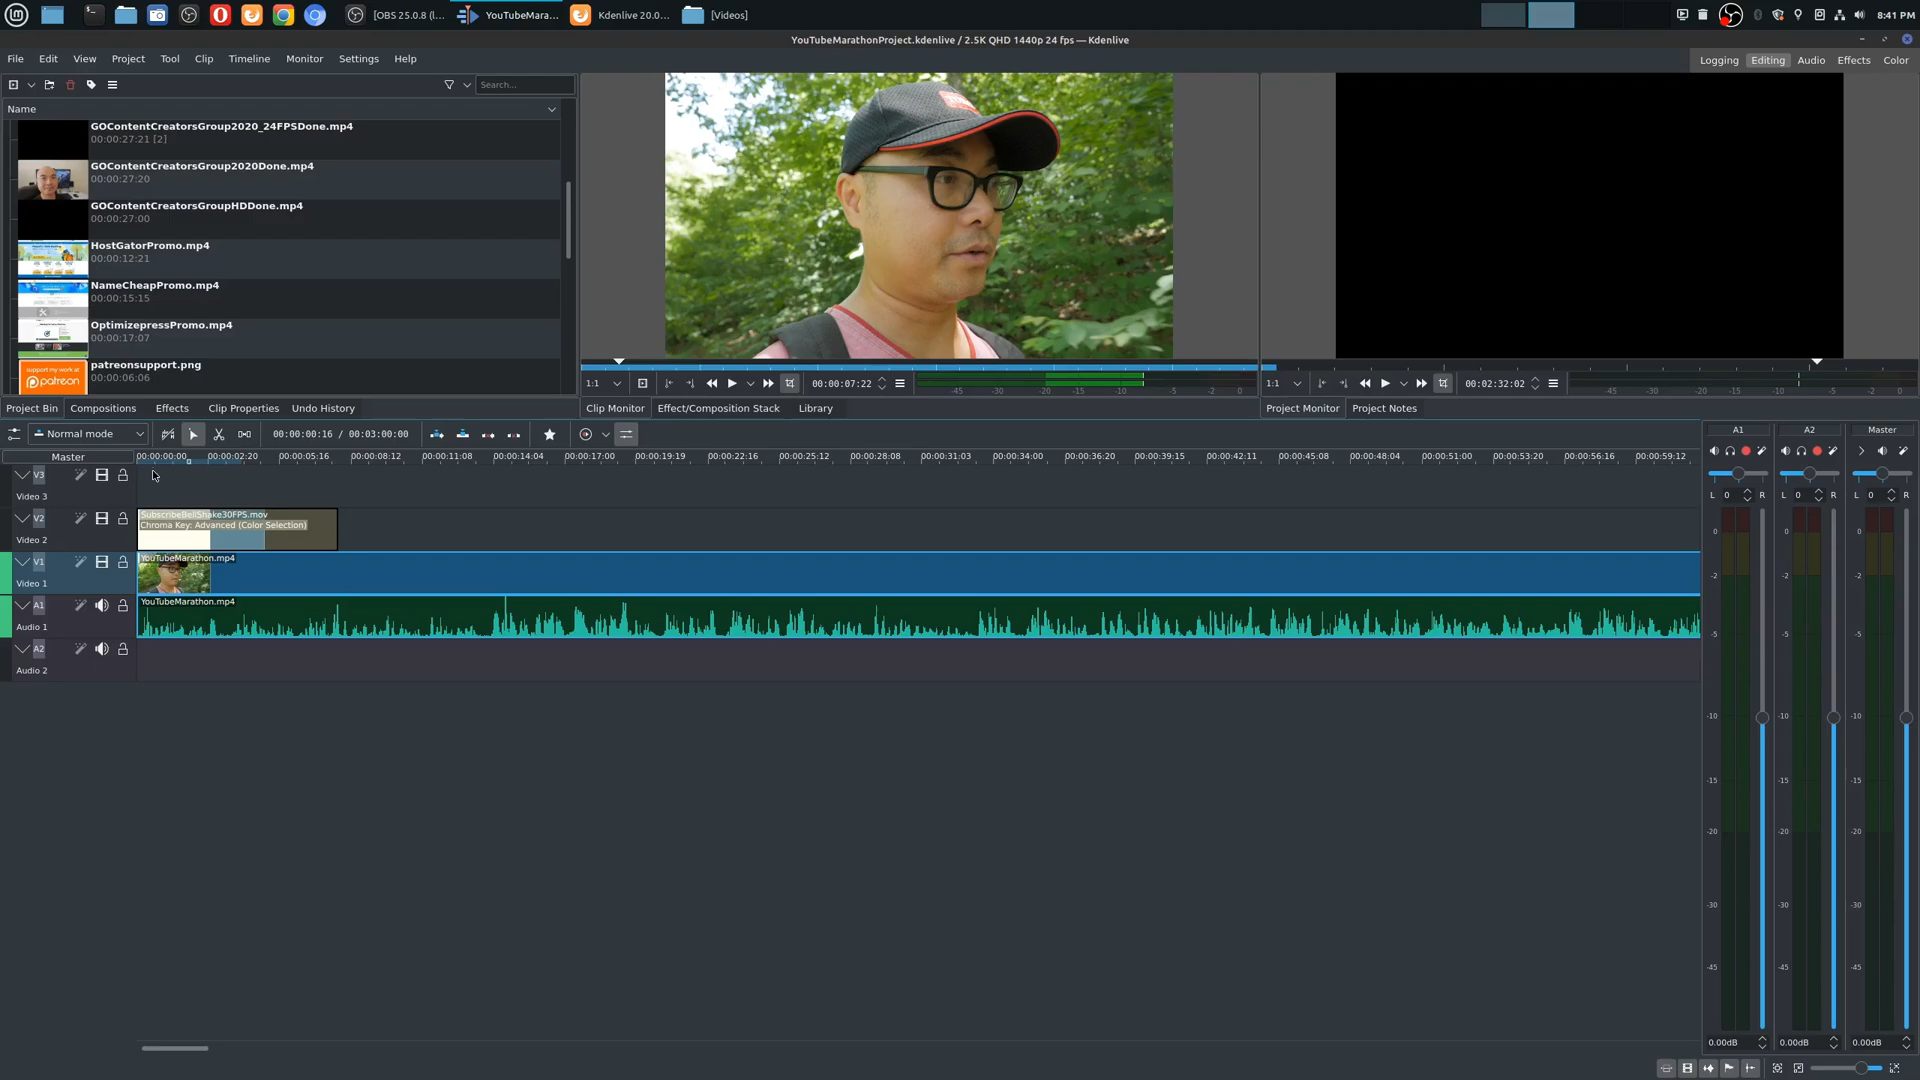 [OBS 25.0.8 (l...
YouTubeMara...
Kdenlive 20.0...
[Videos]
8:41 PM
YouTubeMarathonProject.kdenlive / 2.5K QHD 1440p 24 fps — Kdenlive
File Edit View Project Tool Clip Timeline Monitor Settings Help
Logging Editing Audio Effects Color
Search...
Name
GOContentCreatorsGroup2020_24FPSDone.mp4
00:00:27:21 [2]
GOContentCreatorsGroup2020Done.mp4
00:00:27:20
GOContentCreatorsGroupHDDone.mp4
00:00:27:00
HostGatorPromo.mp4
00:00:12:21
NameCheapPromo.mp4
00:00:15:15
OptimizepressPromo.mp4
00:00:17:07
patreonsupport.png
00:00:06:06
support my work at
patreon
1:1
00:00:07:22
-45 -30 -20 -15 -10 -5 -2 0
1:1
00:02:32:02
-45 -30 -20 -15 -10 -5 -2 0
Project Bin Compositions Effects Clip Properties Undo History
Clip Monitor Effect/Composition Stack Library
Project Monitor Project Notes
Normal mode
00:00:00:16 / 00:03:00:00
Master
00:00:00:00 00:00:02:20 00:00:05:16 00:00:08:12 00:00:11:08 00:00:14:04 00:00:17:00 00:00:19:19 00:00:22:16 00:00:25:12 00:00:28:08 00:00:31:03 00:00:34:00 00:00:36:20 00:00:39:15 00:00:42:11 00:00:45:08 00:00:48:04 00:00:51:00 00:00:53:20 00:00:56:16 00:00:59:12
V3
Video 3
V2
Video 2
SubscribeBellShake30FPS.mov
Chroma Key: Advanced (Color Selection)
V1
Video 1
YouTubeMarathon.mp4
A1
Audio 1
YouTubeMarathon.mp4
A2
Audio 2
A1 A2 Master
L 0 R L 0 R L 0 R
0 0 0
-2 -2 -2
-5 -5 -5
-10 -10 -10
-15 -15 -15
-20 -20 -20
-30 -30 -30
-45 -45 -45
0.00dB 0.00dB 0.00dB